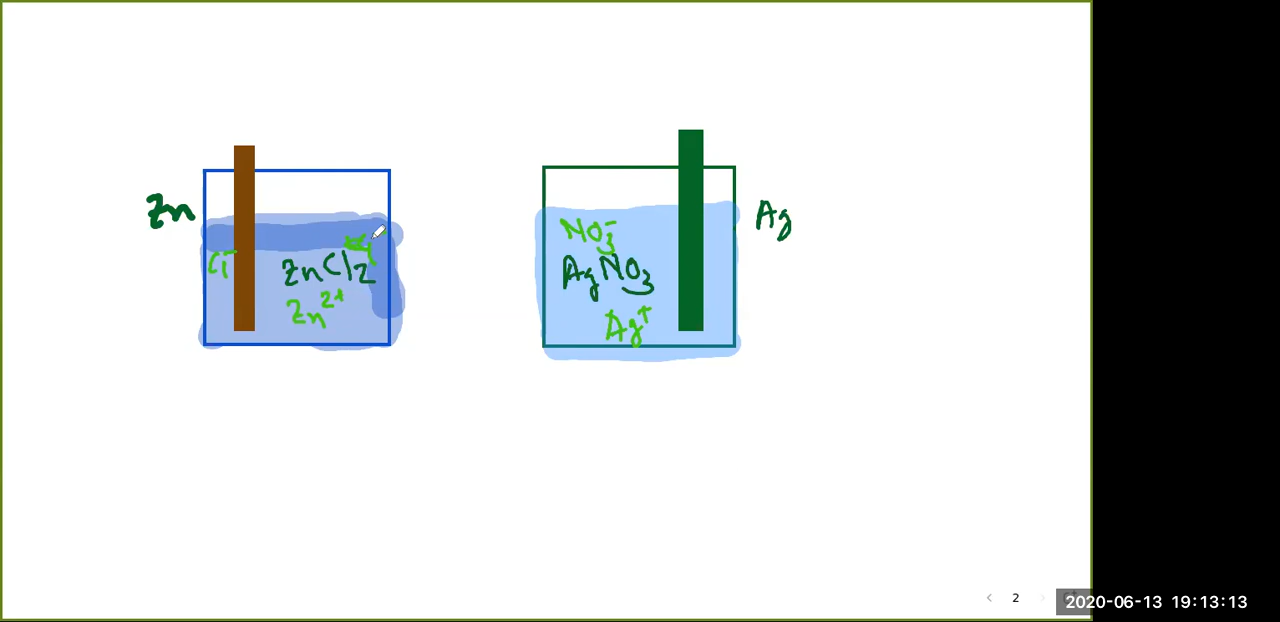 Zn
Cl-
ZnCl2
Zn2+
NO3-
AgNO3
Ag+
Ag
2
2020-06-13 19:13:13